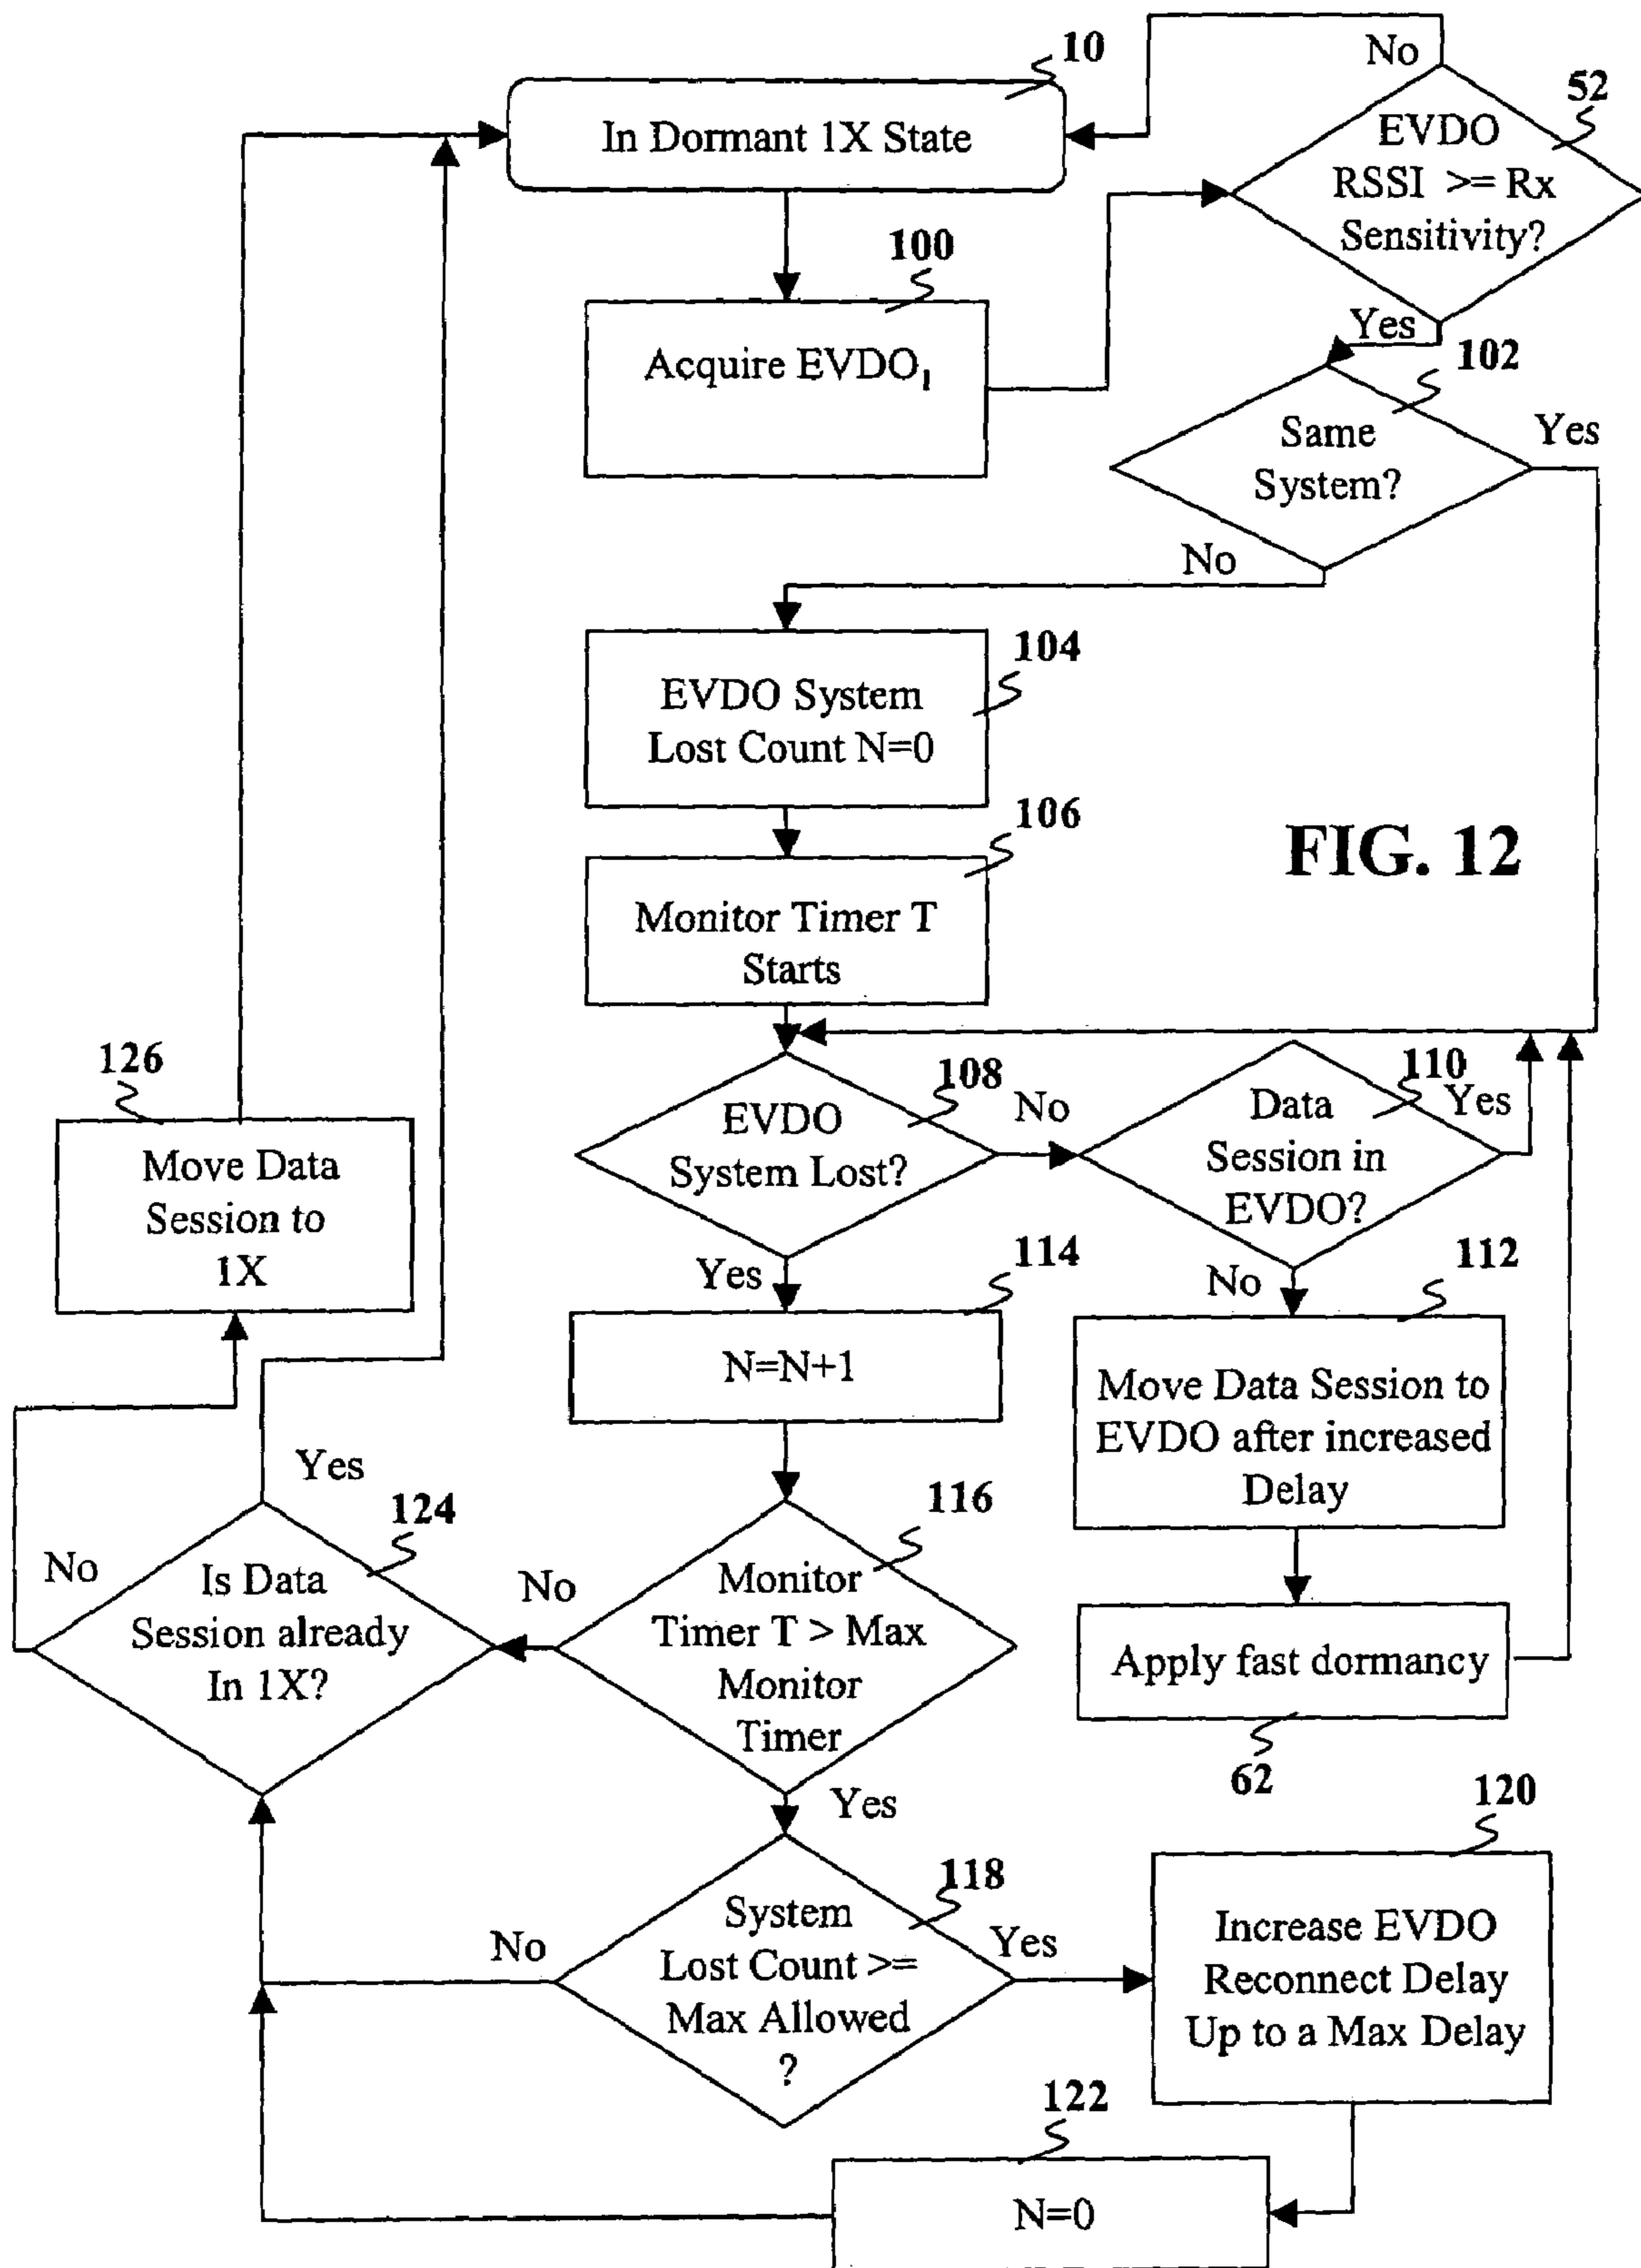 10
In Dormant 1X State
No
52
EVDO
RSSI >= Rx
Sensitivity?
Yes
100
Acquire EVDO1
102
Same
System?
Yes
No
104
EVDO System
Lost Count N=0
106
Monitor Timer T
Starts
FIG. 12
126
Move Data
Session to
1X
108
EVDO
System Lost?
No
110
Data
Session in
EVDO?
Yes
Yes
114
N=N+1
No
112
Move Data Session to
EVDO after increased
Delay
Yes
124
Is Data
Session already
In 1X?
No
No
116
Monitor
Timer T > Max
Monitor
Timer
Apply fast dormancy
62
Yes
118
System
Lost Count >=
Max Allowed
?
No
Yes
120
Increase EVDO
Reconnect Delay
Up to a Max Delay
122
N=0